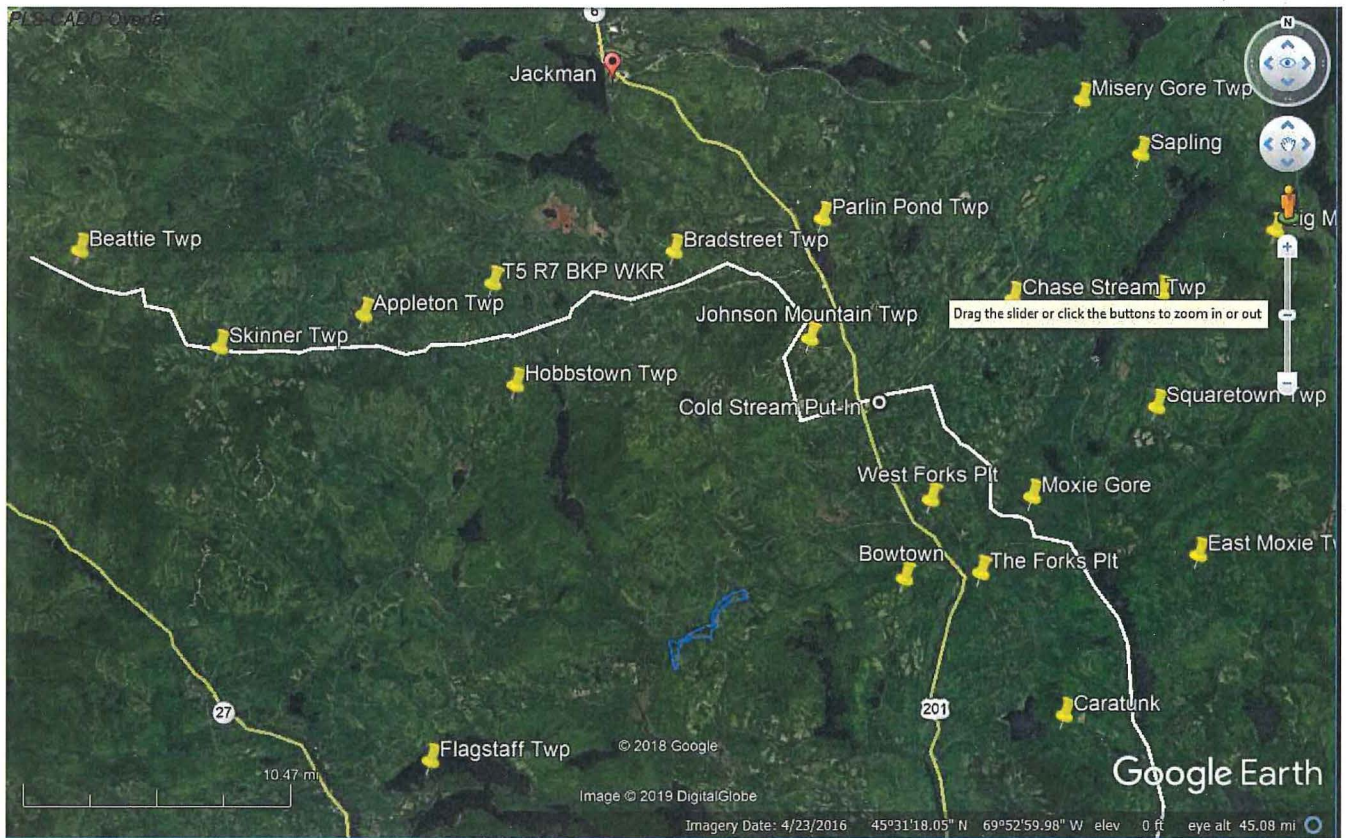 PLS-CADD Overlay
6
N
Jackman
Misery Gore Twp
Sapling
Parlin Pond Twp
Beattie Twp
Bradstreet Twp
T5 R7 BKP WKR
Appleton Twp
Chase Stream Twp
Johnson Mountain Twp
Drag the slider or click the buttons to zoom in or out
Skinner Twp
Hobbstown Twp
Squaretown Twp
Cold Stream Put-In
West Forks Plt
Moxie Gore
East Moxie
Bowtown
The Forks Plt
Caratunk
27
201
Flagstaff Twp
© 2018 Google
10.47 mi
Google Earth
Image © 2019 DigitalGlobe
Imagery Date: 4/23/2016 45°31'18.05" N 69°52'59.98" W elev 0 ft eye alt 45.08 mi